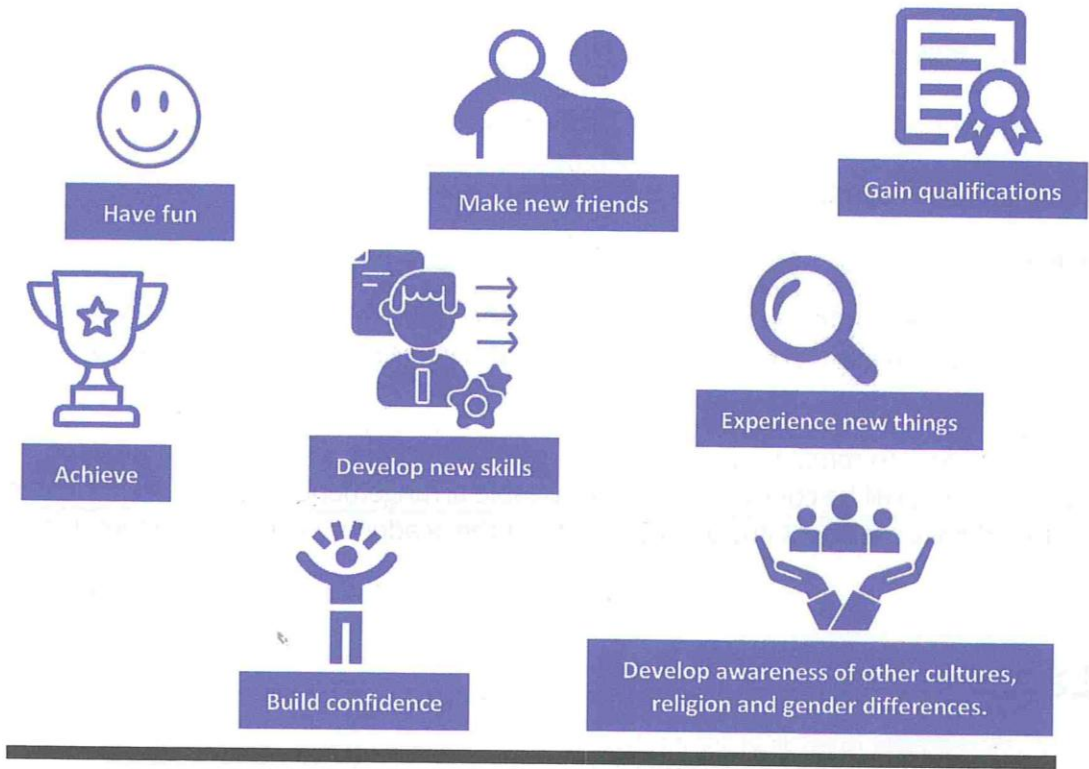 Have fun
Make new friends
Gain qualifications
Achieve
Develop new skills
Experience new things
Build confidence
Develop awareness of other cultures,
religion and gender differences.